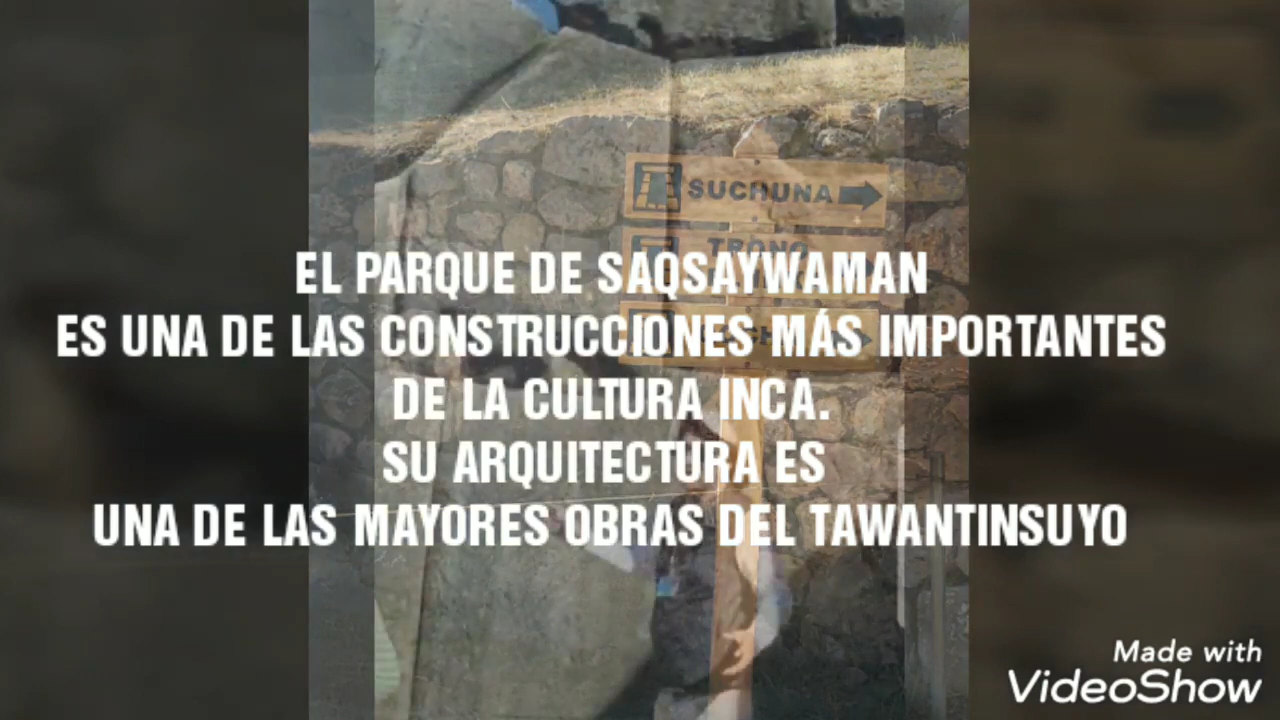 SUCHUNA
TRONO
EL PARQUE DE SAQSAYWAMAN
ES UNA DE LAS CONSTRUCCIONES MÁS IMPORTANTES
DE LA CULTURA INCA.
SU ARQUITECTURA ES
UNA DE LAS MAYORES OBRAS DEL TAWANTINSUYO
Made with
VideoShow